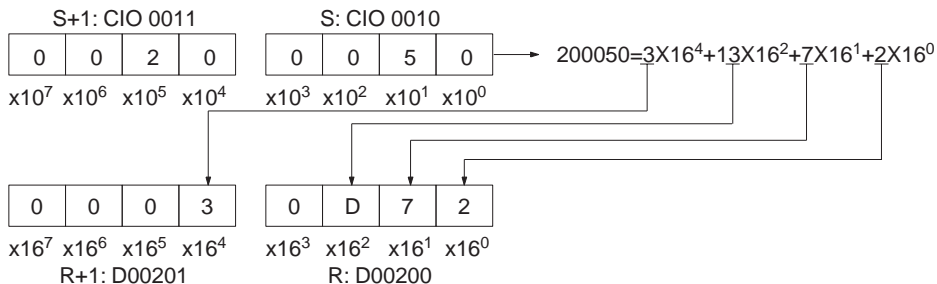 S+1: CIO 0011 S: CIO 0010
0 0 2 0 0 0 5 0 200050=3X16⁴+13X16²+7X16¹+2X16⁰
x10⁷ x10⁶ x10⁵ x10⁴ x10³ x10² x10¹ x10⁰
0 0 0 3 0 D 7 2
x16⁷ x16⁶ x16⁵ x16⁴ x16³ x16² x16¹ x16⁰
R+1: D00201 R: D00200